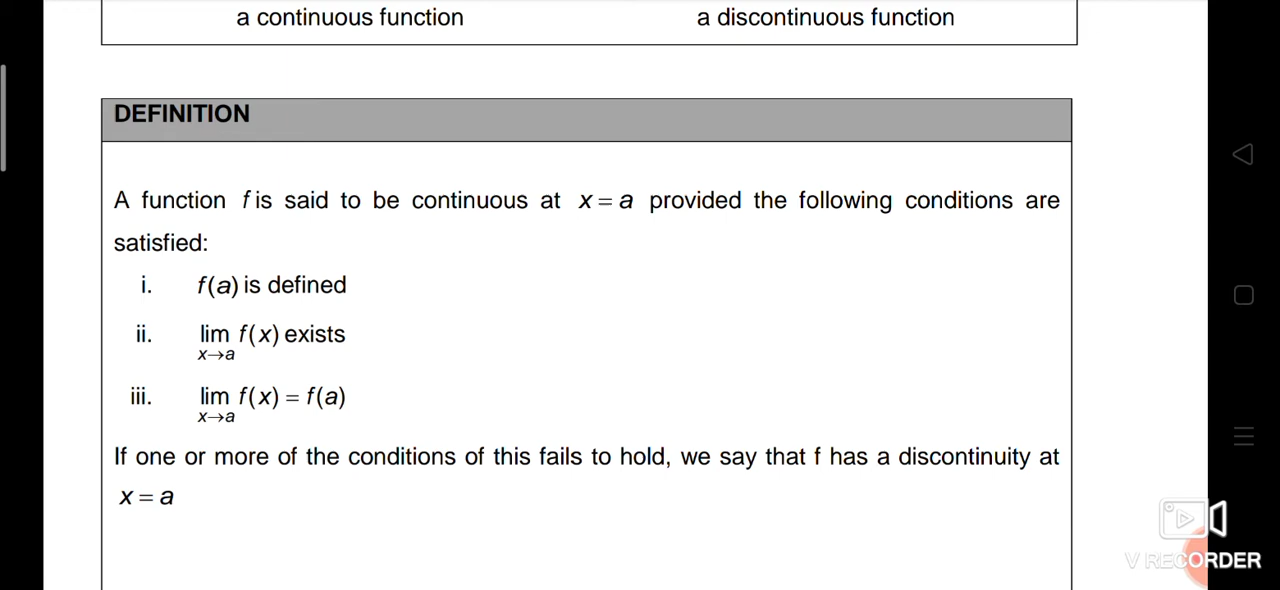 a continuous function a discontinuous function
DEFINITION
A function f is said to be continuous at x = a provided the following conditions are
satisfied:
i. f(a) is defined
ii. lim f(x) exists
x→a
iii. lim f(x) = f(a)
x→a
If one or more of the conditions of this fails to hold, we say that f has a discontinuity at
x = a
V RECORDER